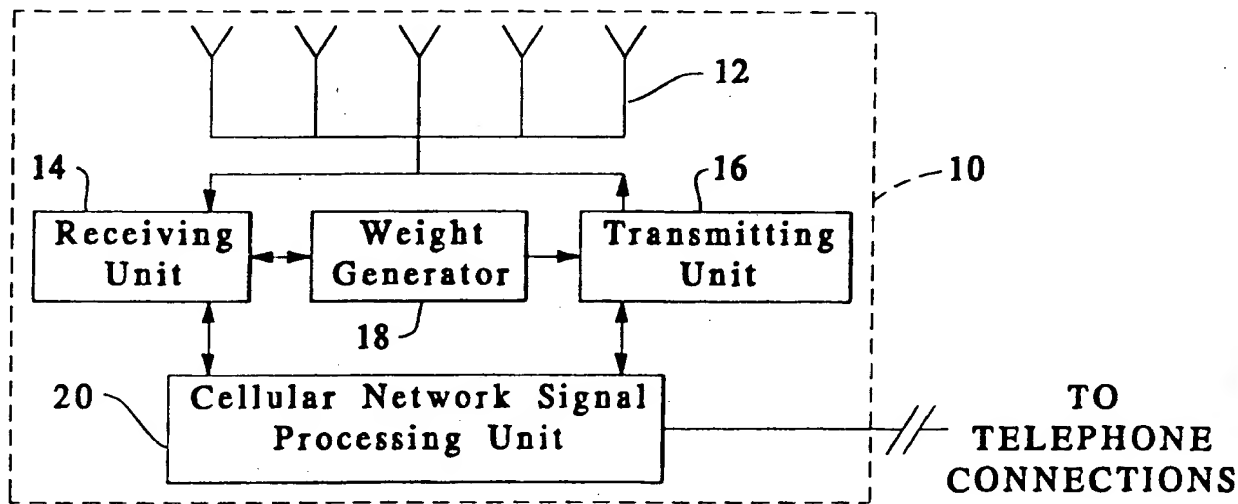 12
14
16
10
Receiving
Unit
Weight
Generator
Transmitting
Unit
18
20
Cellular Network Signal
Processing Unit
TO
TELEPHONE
CONNECTIONS